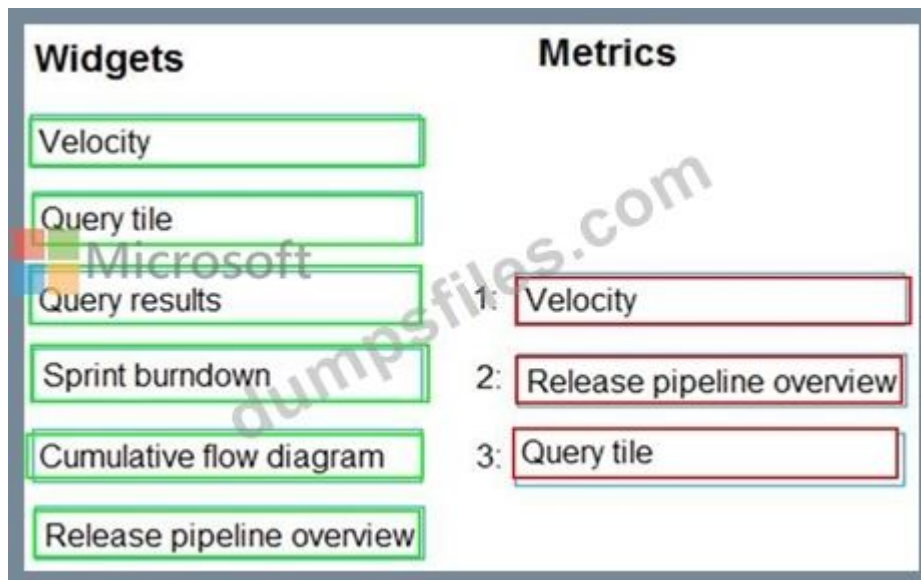 Widgets
Velocity
Query tile
Microsoft
Query results
Sprint burndown
Cumulative flow diagram
Release pipeline overview
Metrics
1: Velocity
2: Release pipeline overview
3: Query tile
dumpsfiles.com